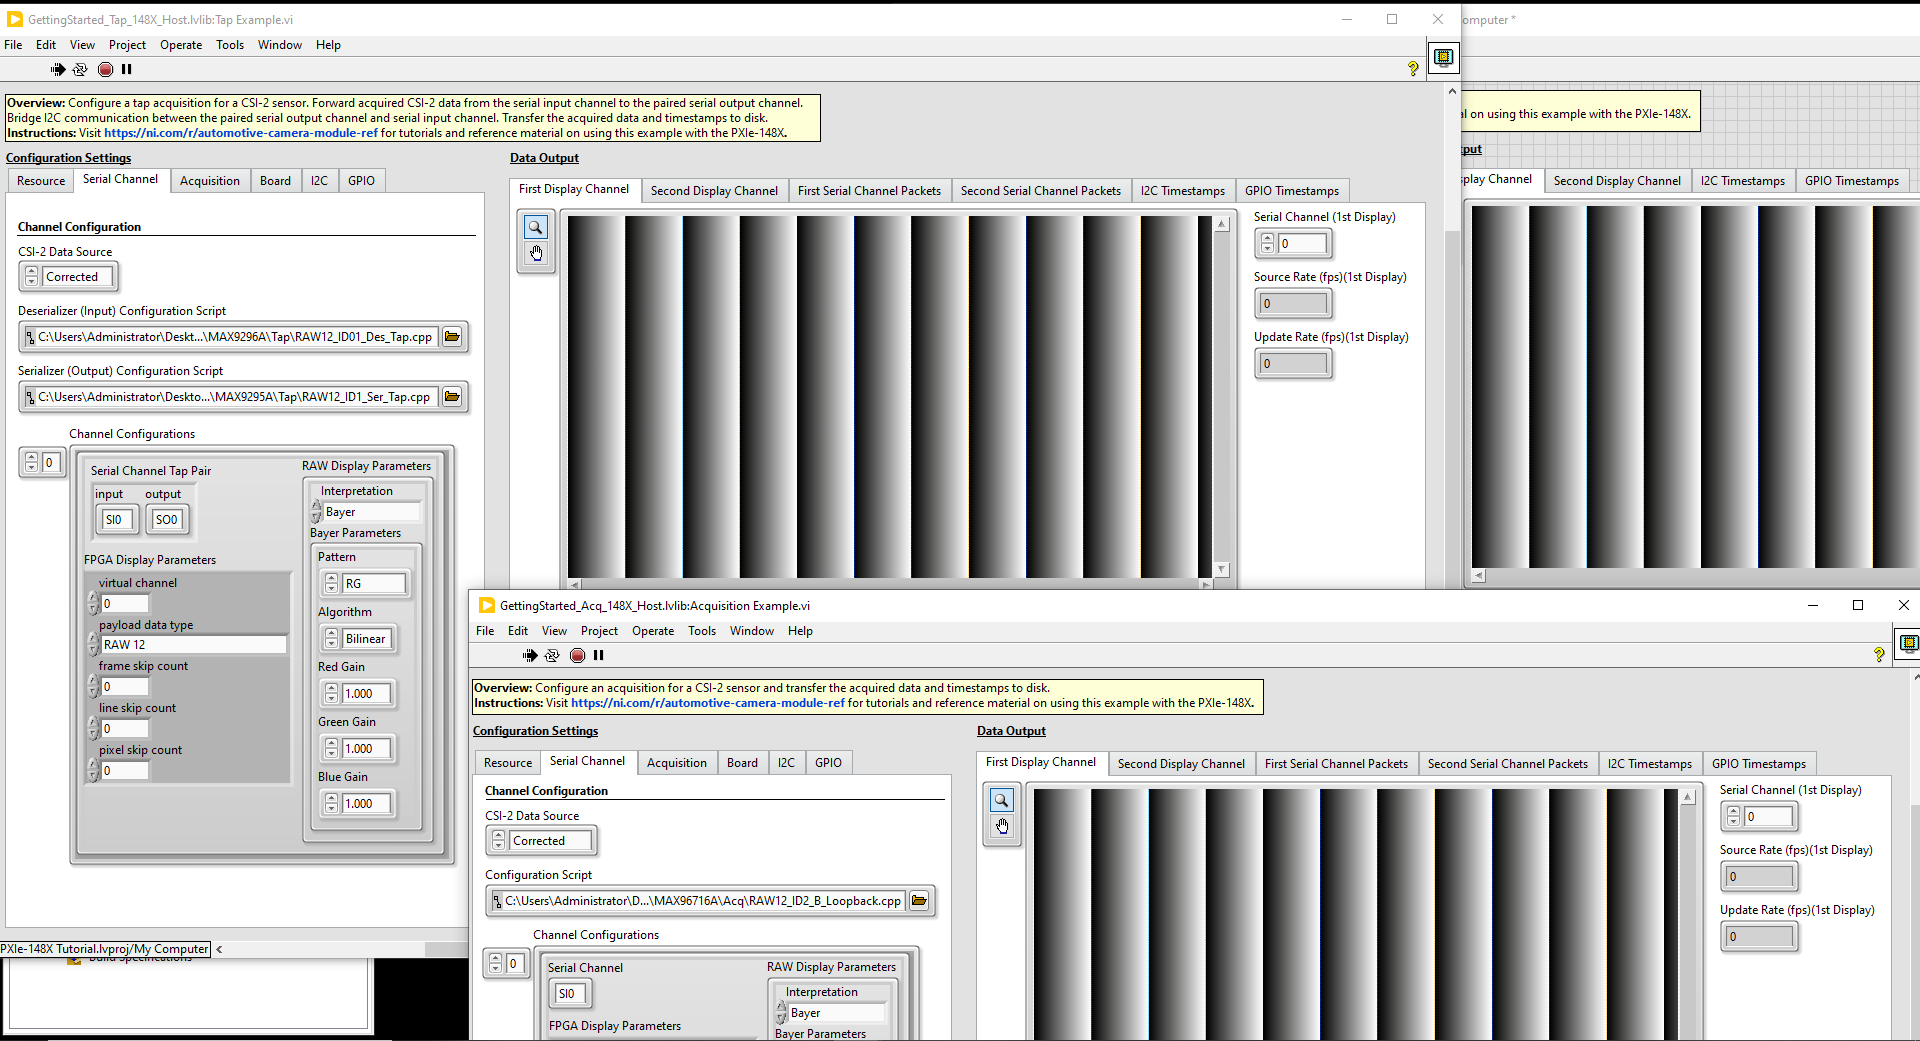 GettingStarted_Tap_148X_Host.lvlib:Tap Example.vi
File Edit View Project Operate Tools Window Help
Overview: Configure a tap acquisition for a CSI-2 sensor. Forward acquired CSI-2 data from the serial input channel to the paired serial output channel.
Bridge I2C communication between the paired serial output channel and serial input channel. Transfer the acquired data and timestamps to disk.
Instructions: Visit https://ni.com/r/automotive-camera-module-ref for tutorials and reference material on using this example with the PXIe-148X.
Configuration Settings
Resource Serial Channel Acquisition Board I2C GPIO
Channel Configuration
CSI-2 Data Source
Corrected
Deserializer (Input) Configuration Script
C:\Users\Administrator\Deskt...\MAX9296A\Tap\RAW12_ID01_Des_Tap.cpp
Serializer (Output) Configuration Script
C:\Users\Administrator\Deskto...\MAX9295A\Tap\RAW12_ID1_Ser_Tap.cpp
Channel Configurations
0
Serial Channel Tap Pair
input output
SI0 SO0
FPGA Display Parameters
virtual channel
0
payload data type
RAW 12
frame skip count
0
line skip count
0
pixel skip count
0
RAW Display Parameters
Interpretation
Bayer
Bayer Parameters
Pattern
RG
Algorithm
Bilinear
Red Gain
1.000
Green Gain
1.000
Blue Gain
1.000
Data Output
First Display Channel Second Display Channel First Serial Channel Packets Second Serial Channel Packets I2C Timestamps GPIO Timestamps
Serial Channel (1st Display)
0
Source Rate (fps)(1st Display)
0
Update Rate (fps)(1st Display)
0
PXIe-148X Tutorial.lvproj/My Computer
Build Specifications
omputer *
al on using this example with the PXIe-148X.
tput
splay Channel Second Display Channel I2C Timestamps GPIO Timestamps
GettingStarted_Acq_148X_Host.lvlib:Acquisition Example.vi
File Edit View Project Operate Tools Window Help
Overview: Configure an acquisition for a CSI-2 sensor and transfer the acquired data and timestamps to disk.
Instructions: Visit https://ni.com/r/automotive-camera-module-ref for tutorials and reference material on using this example with the PXIe-148X.
Configuration Settings
Resource Serial Channel Acquisition Board I2C GPIO
Channel Configuration
CSI-2 Data Source
Corrected
Configuration Script
C:\Users\Administrator\D...\MAX96716A\Acq\RAW12_ID2_B_Loopback.cpp
Channel Configurations
0
Serial Channel
SI0
FPGA Display Parameters
RAW Display Parameters
Interpretation
Bayer
Bayer Parameters
Data Output
First Display Channel Second Display Channel First Serial Channel Packets Second Serial Channel Packets I2C Timestamps GPIO Timestamps
Serial Channel (1st Display)
0
Source Rate (fps)(1st Display)
0
Update Rate (fps)(1st Display)
0